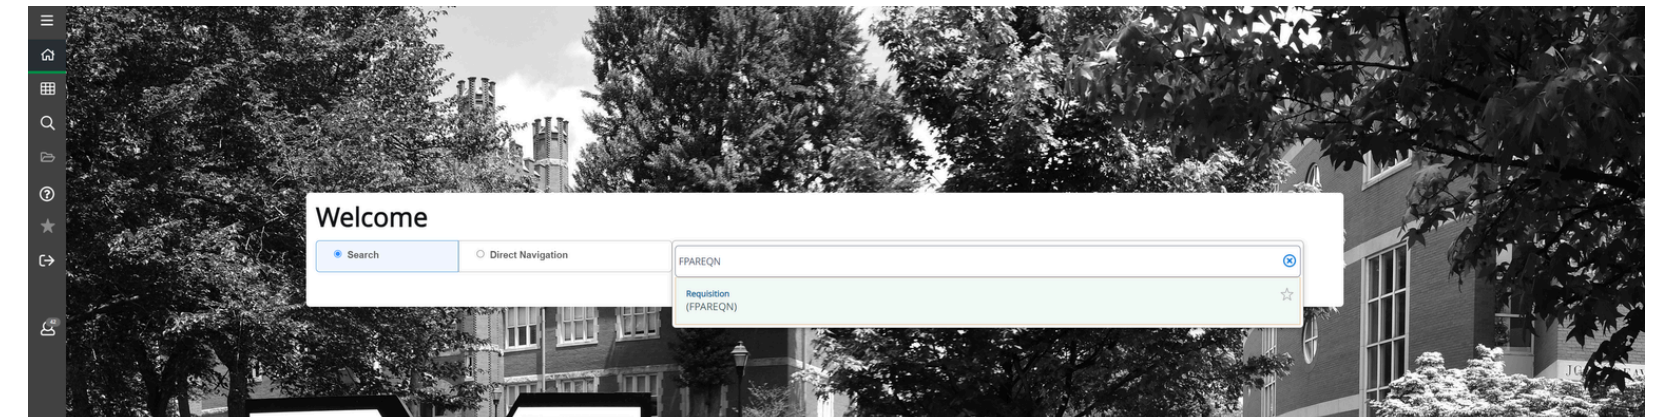 Welcome
Search
Direct Navigation
FPAREQN
Requisition
(FPAREQN)